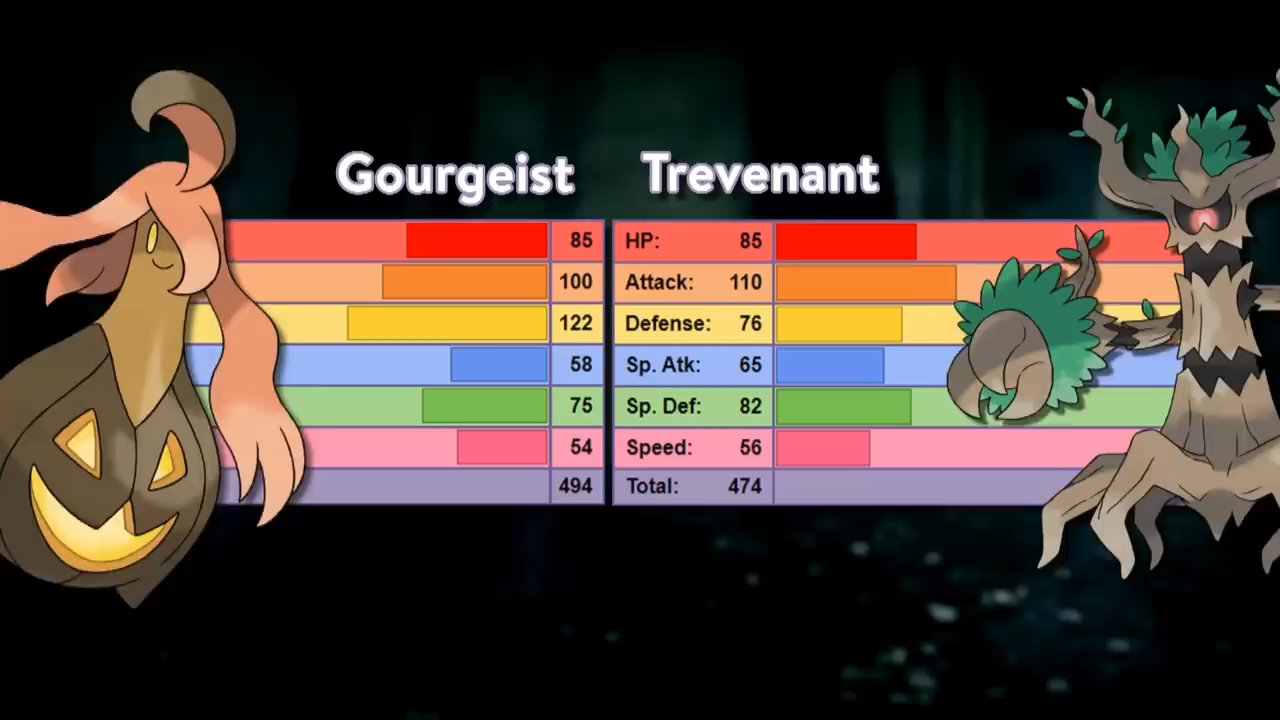 Gourgeist Trevenant
85 HP: 85
100 Attack: 110
122 Defense: 76
58 Sp. Atk: 65
75 Sp. Def: 82
54 Speed: 56
494 Total: 474